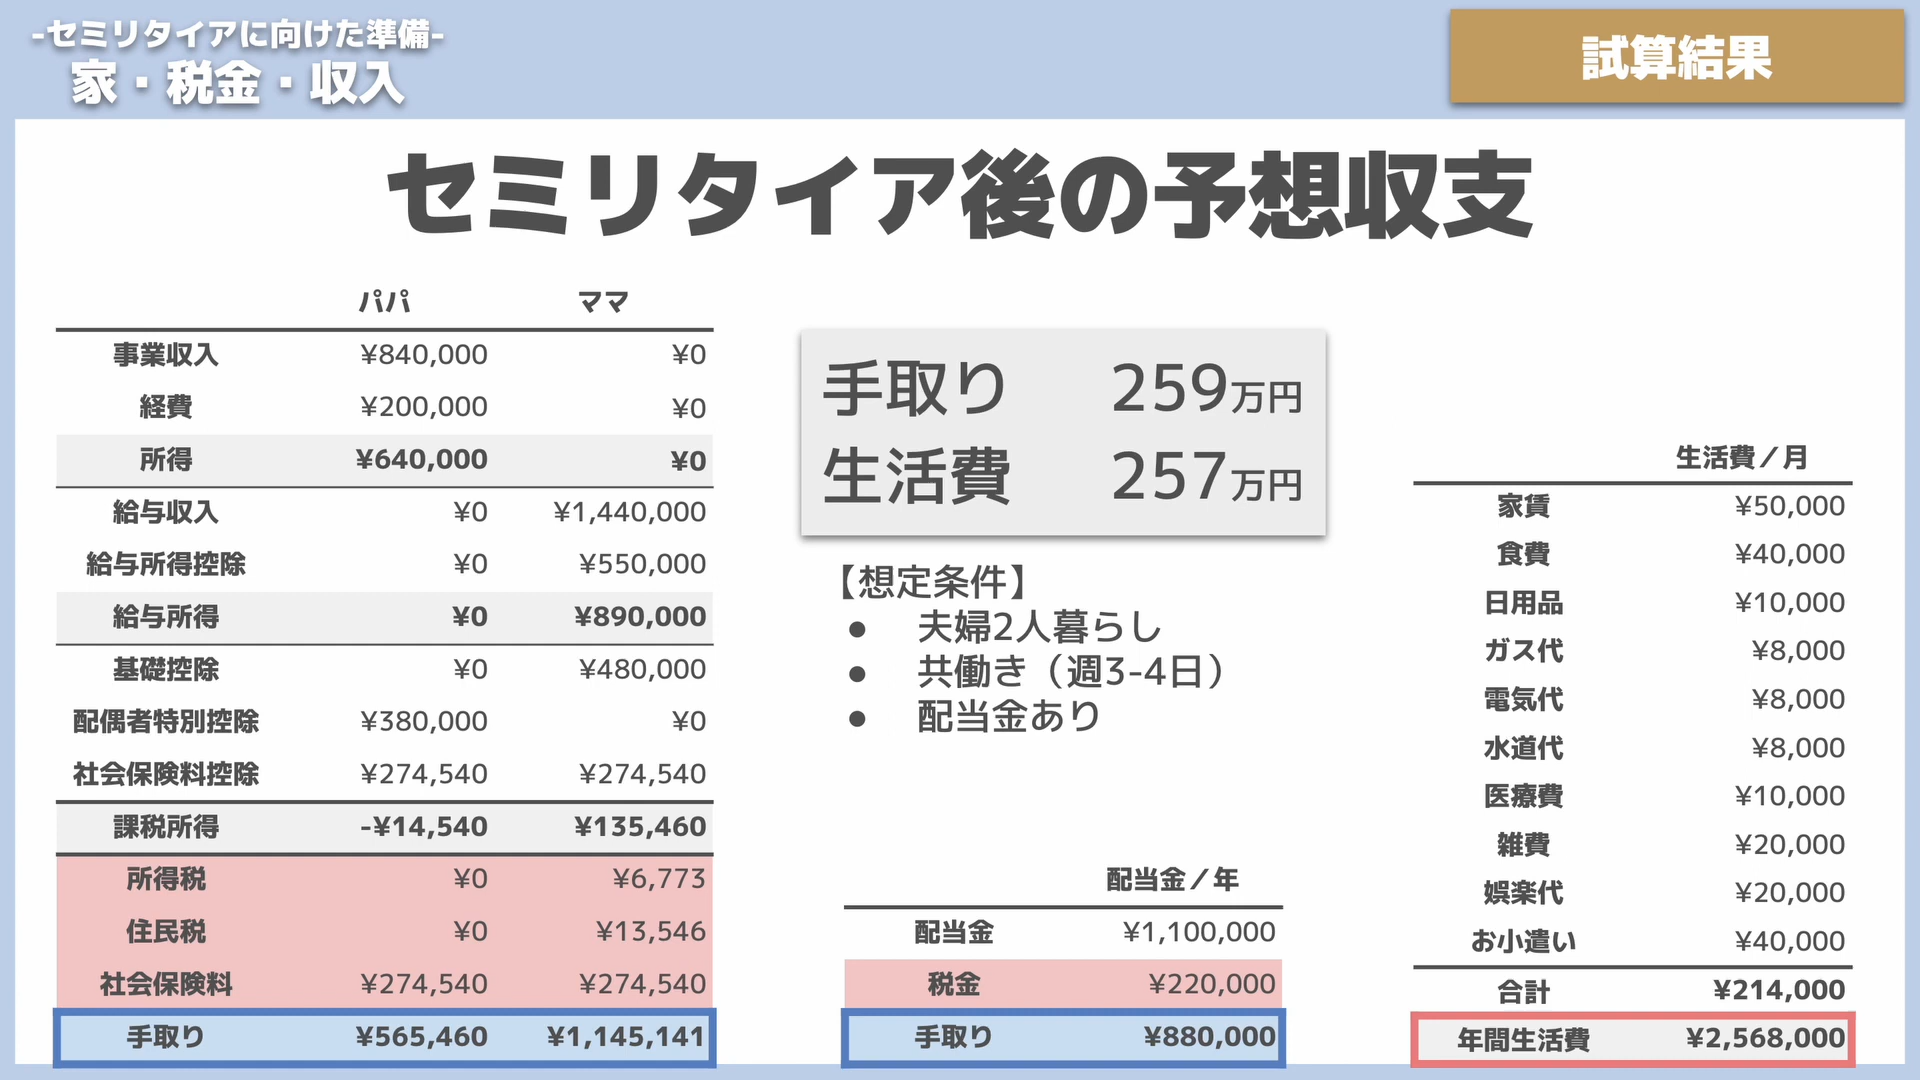 -セミリタイアに向けた準備-
家・税金・収入
試算結果
セミリタイア後の予想収支
パパ ママ
事業収入 ¥840,000 ¥0
経費 ¥200,000 ¥0
所得 ¥640,000 ¥0
給与収入 ¥0 ¥1,440,000
給与所得控除 ¥0 ¥550,000
給与所得 ¥0 ¥890,000
基礎控除 ¥0 ¥480,000
配偶者特別控除 ¥380,000 ¥0
社会保険料控除 ¥274,540 ¥274,540
課税所得 -¥14,540 ¥135,460
所得税 ¥0 ¥6,773
住民税 ¥0 ¥13,546
社会保険料 ¥274,540 ¥274,540
手取り ¥565,460 ¥1,145,141
手取り 259万円
生活費 257万円
【想定条件】
● 夫婦2人暮らし
● 共働き（週3-4日）
● 配当金あり
配当金／年
配当金 ¥1,100,000
税金 ¥220,000
手取り ¥880,000
生活費／月
家賃 ¥50,000
食費 ¥40,000
日用品 ¥10,000
ガス代 ¥8,000
電気代 ¥8,000
水道代 ¥8,000
医療費 ¥10,000
雑費 ¥20,000
娯楽代 ¥20,000
お小遣い ¥40,000
合計 ¥214,000
年間生活費 ¥2,568,000